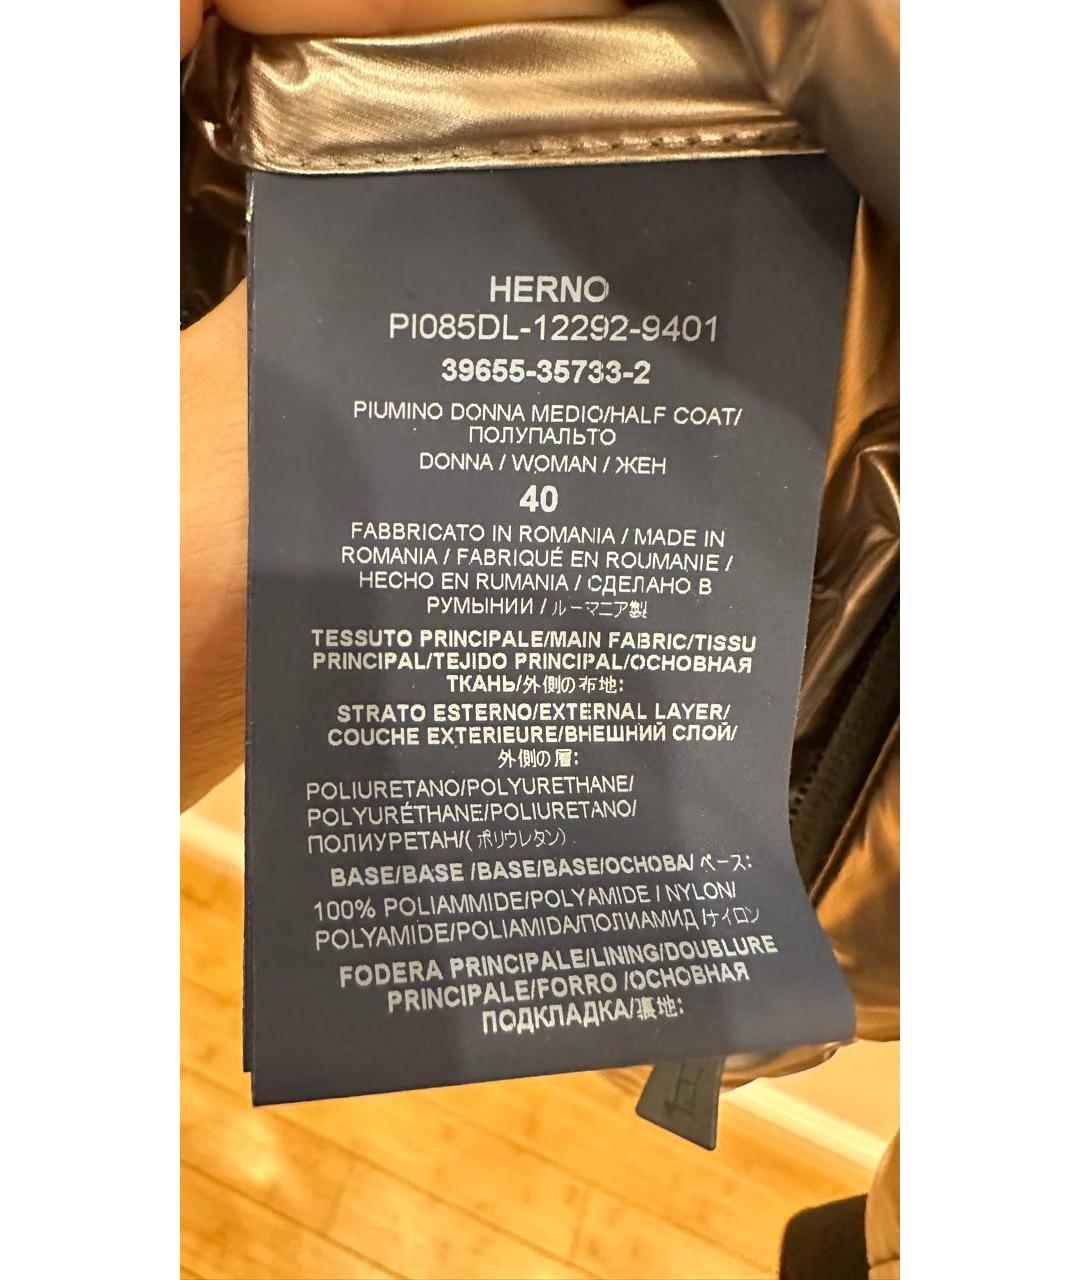 HERNO
PI085DL-12292-9401
39655-35733-2
PIUMINO DONNA MEDIO/HALF COAT/
ПОЛУПАЛЬТО
DONNA / WOMAN / ЖЕН
40
FABBRICATO IN ROMANIA / MADE IN
ROMANIA / FABRIQUÉ EN ROUMANIE /
HECHO EN RUMANIA / СДЕЛАНО В
РУМЫНИИ / ルーマニア製
TESSUTO PRINCIPALE/MAIN FABRIC/TISSU
PRINCIPAL/TEJIDO PRINCIPAL/ОСНОВНАЯ
ТКАНЬ/外側の布地:
STRATO ESTERNO/EXTERNAL LAYER/
COUCHE EXTERIEURE/ВНЕШНИЙ СЛОЙ/
外側の層:
POLIURETANO/POLYURETHANE/
POLYURÉTHANE/POLIURETANO/
ПОЛИУРЕТАН/( ポリウレタン)
BASE/BASE /BASE/BASE/ОСНОВА/ ベース:
100% POLIAMMIDE/POLYAMIDE / NYLON/
POLYAMIDE/POLIAMIDA/ПОЛИАМИД /ナイロン
FODERA PRINCIPALE/LINING/DOUBLURE
PRINCIPALE/FORRO /ОСНОВНАЯ
ПОДКЛАДКА/裏地: